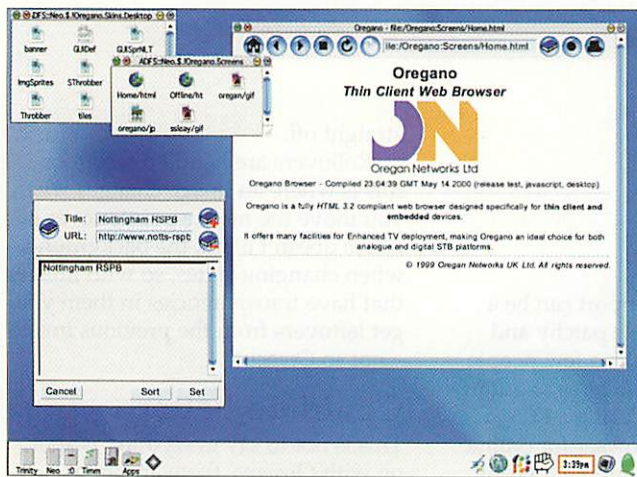 ADFS::Neo.$.!Oregano.Skins.Desktop
banner
GUIDef
GUISprNLT
ImgSprites
SThrobber
Throbber
tiles
ADFS::Neo.$.!Oregano.Screens
Home/html
Offline/ht
oregan/gif
oregano/jp
ssleay/gif
Oregano - file:/Oregano:Screens/Home.html
ile:/Oregano:Screens/Home.html
Oregano
Thin Client Web Browser
Oregan Networks Ltd
Oregano Browser - Compiled 23:04:39 GMT May 14 2000 (release test, javascript, desktop)
Oregano is a fully HTML 3.2 compliant web browser designed specifically for thin client and
embedded devices.
It offers many facilities for Enhanced TV deployment, making Oregano an ideal choice for both
analogue and digital STB platforms.
© 1999 Oregan Networks UK Ltd. All rights reserved.
Title: Nottingham RSPB
URL: http://www.notts-rspb
Nottingham RSPB
Cancel
Sort
Set
Trinity
Neo
:0
Timm
Apps
3:39pm